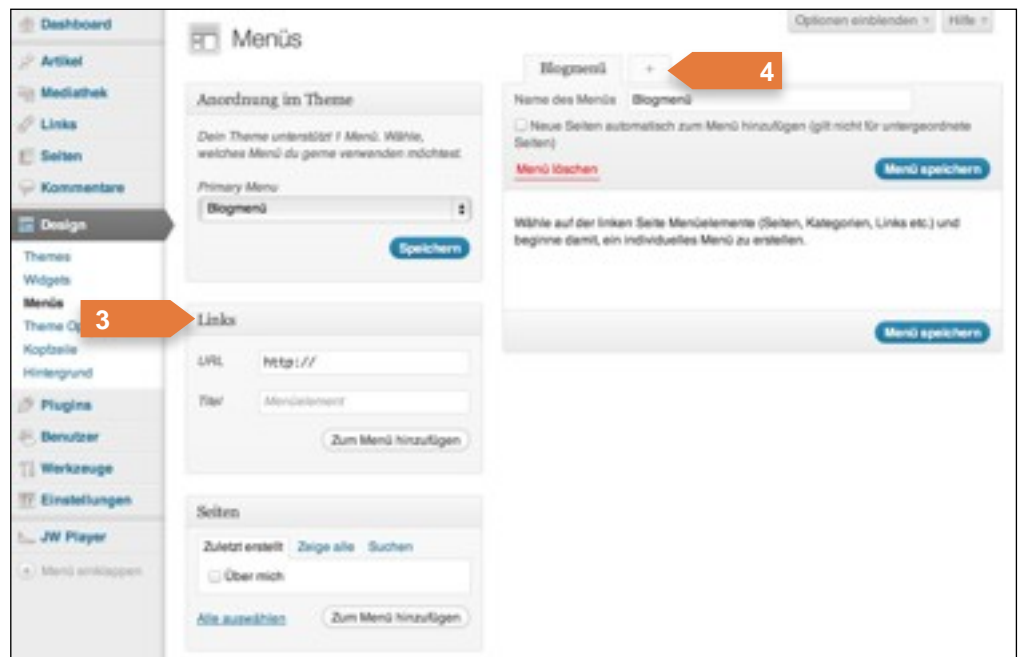 Dashboard
Artikel
Mediathek
Links
Seiten
Kommentare
Design
Themes
Widgets
Menüs
Theme Op
Kopfzeile
Hintergrund
Plugins
Benutzer
Werkzeuge
Einstellungen
JW Player
Menü einklappen
3
Optionen einblenden
Hilfe
Menüs
Anordnung im Theme
Dein Theme unterstützt 1 Menü. Wähle,
welches Menü du gerne verwenden möchtest.
Primary Menu
Blogmenü
Speichern
Links
URL http://
Titel Menüelement
Zum Menü hinzufügen
Seiten
Zuletzt erstellt Zeige alle Suchen
Über mich
Alle auswählen Zum Menü hinzufügen
Blogmenü +
4
Name des Menüs Blogmenü
Neue Seiten automatisch zum Menü hinzufügen (gilt nicht für untergeordnete
Seiten)
Menü löschen Menü speichern
Wähle auf der linken Seite Menüelemente (Seiten, Kategorien, Links etc.) und
beginne damit, ein individuelles Menü zu erstellen.
Menü speichern